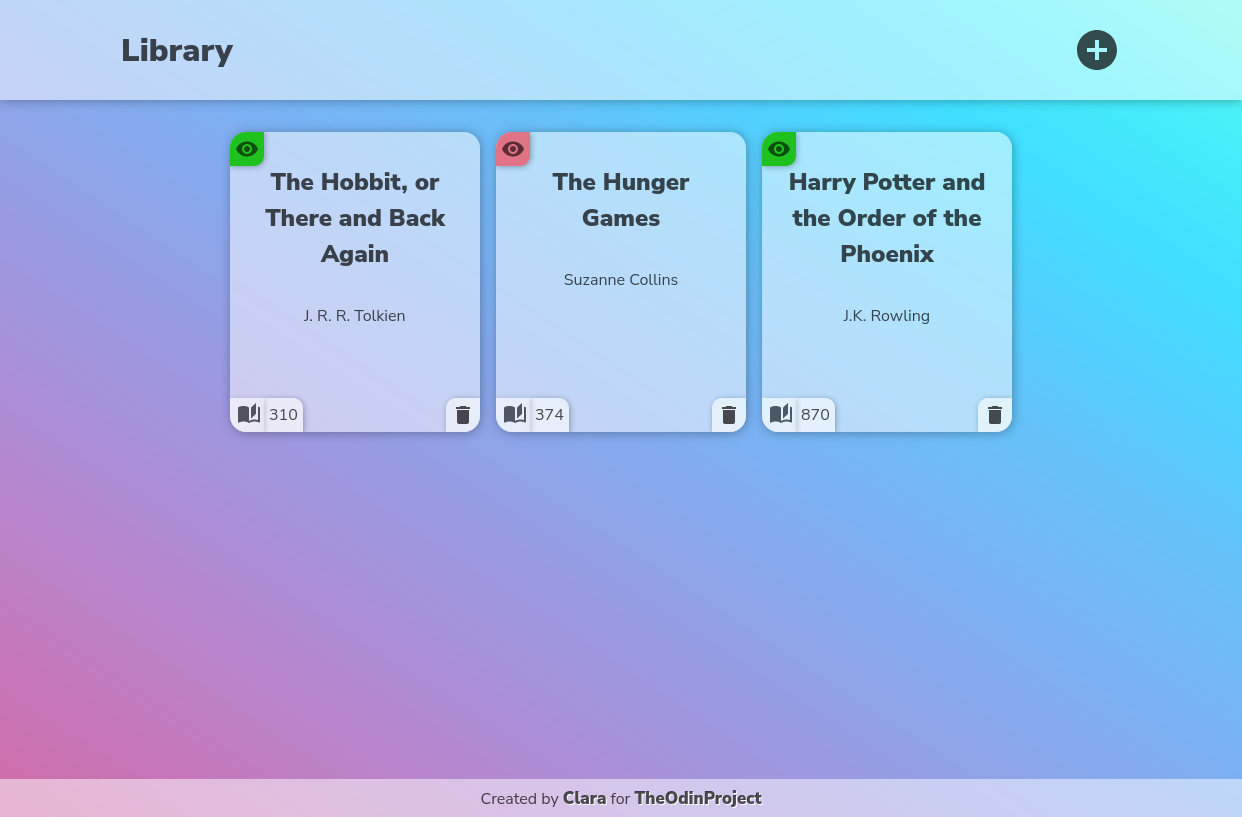 Library
The Hobbit, or
There and Back
Again
J. R. R. Tolkien
310
The Hunger
Games
Suzanne Collins
374
Harry Potter and
the Order of the
Phoenix
J.K. Rowling
870
Created by Clara for TheOdinProject